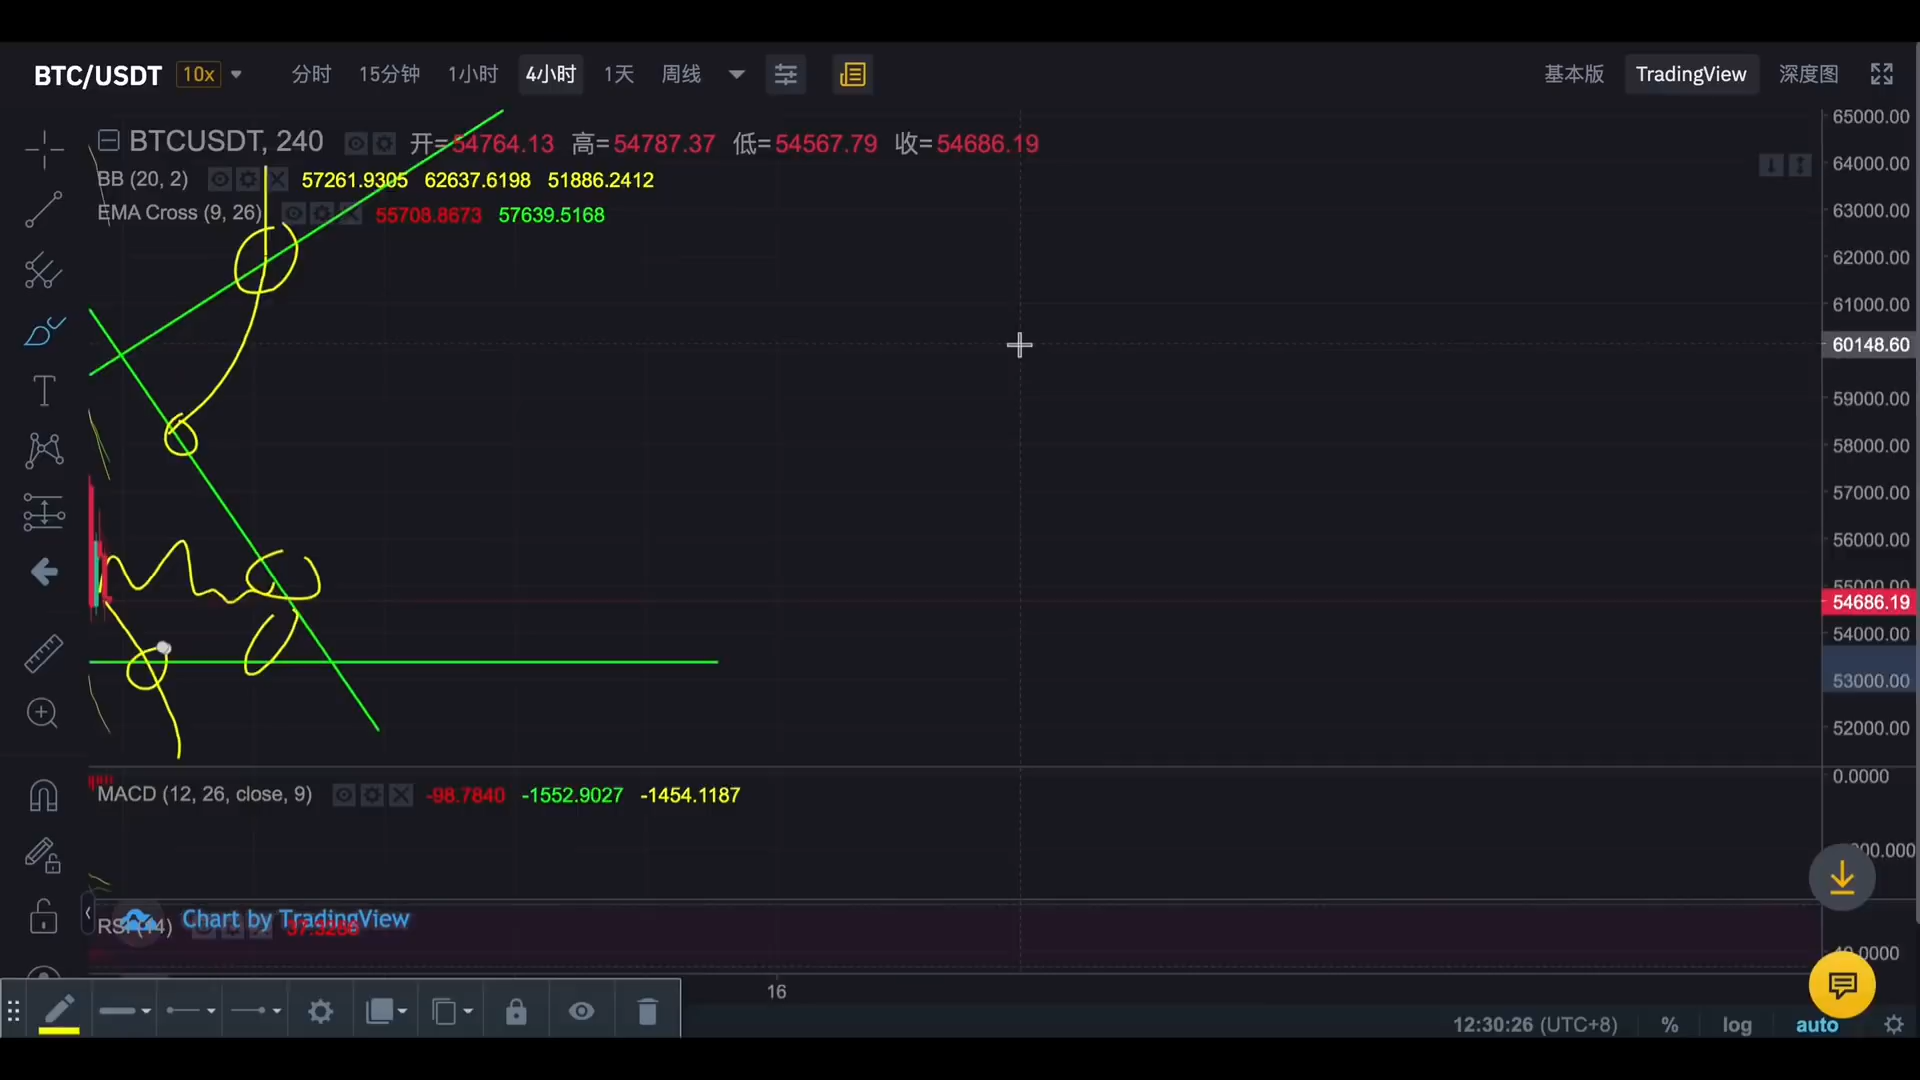 BTC/USDT 10x 分时 15分钟 1小时 4小时 1天 周线 基本版 TradingView 深度图
BTCUSDT, 240 开=54764.13 高=54787.37 低=54567.79 收=54686.19
BB (20, 2) 57261.9305 62637.6198 51886.2412
EMA Cross (9, 26) 55708.8673 57639.5168
65000.00
64000.00
63000.00
62000.00
61000.00
60148.60
59000.00
58000.00
57000.00
56000.00
55000.00
54686.19
54000.00
53000.00
52000.00
MACD (12, 26, close, 9) -98.7840 -1552.9027 -1454.1187
0.0000
Chart by TradingView
16
12:30:26 (UTC+8) % log auto